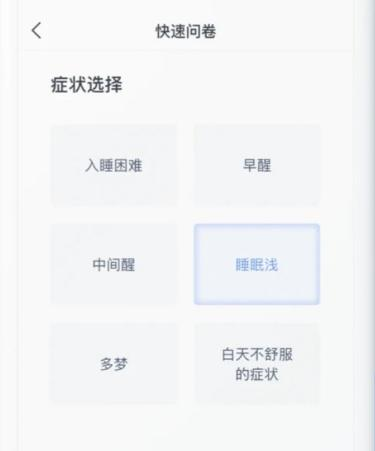 快速问卷
症状选择
入睡困难
早醒
中间醒
睡眠浅
多梦
白天不舒服
的症状